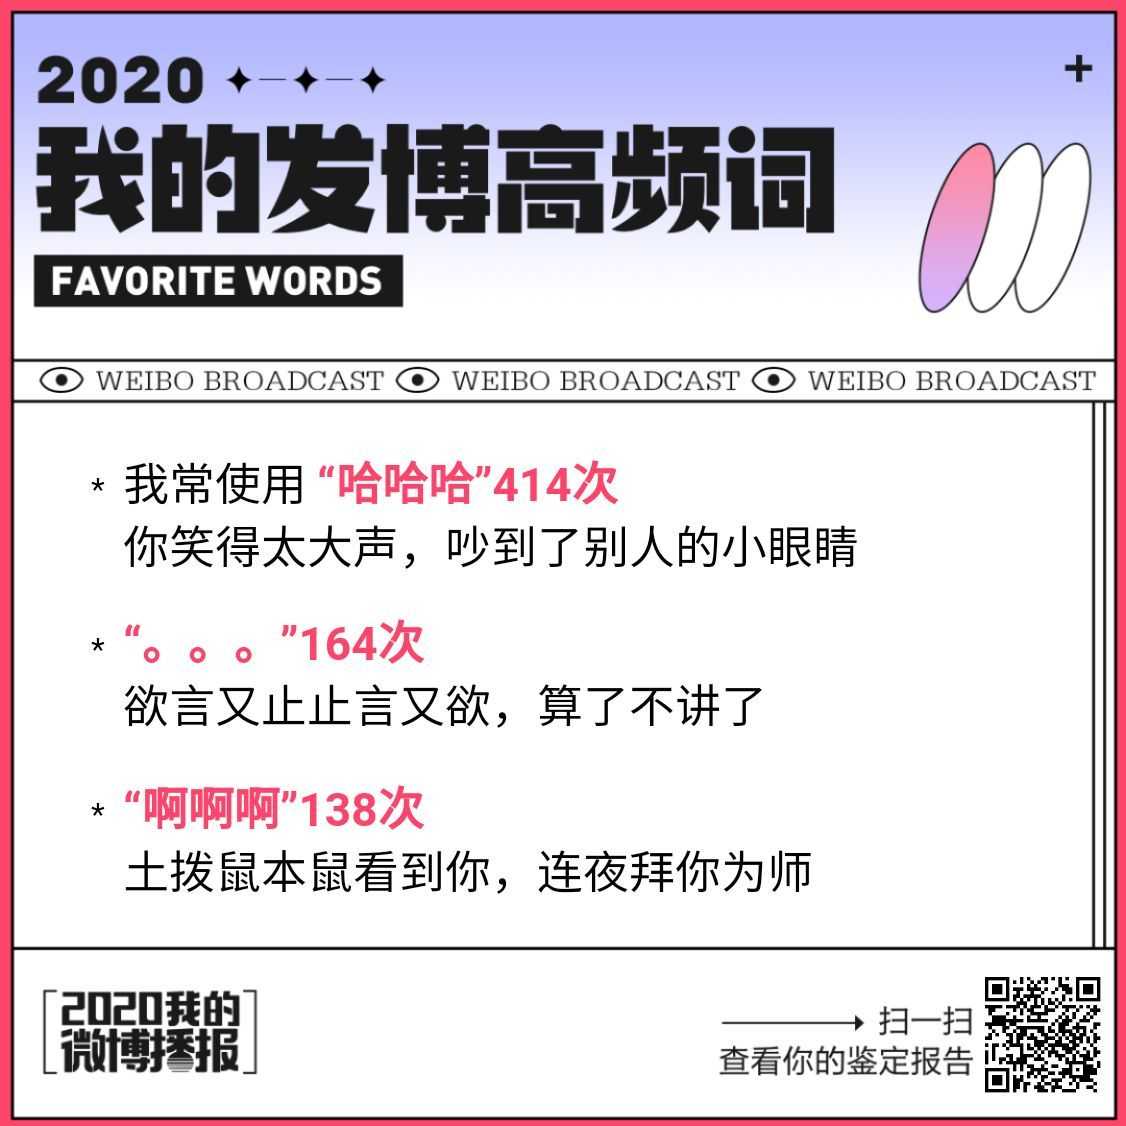 2020
我的发博高频词
FAVORITE WORDS
WEIBO BROADCAST WEIBO BROADCAST WEIBO BROADCAST
* 我常使用 “哈哈哈”414次
你笑得太大声，吵到了别人的小眼睛
* “。。。”164次
欲言又止止言又欲，算了不讲了
* “啊啊啊”138次
土拨鼠本鼠看到你，连夜拜你为师
2020我的
微博播报
扫一扫
查看你的鉴定报告